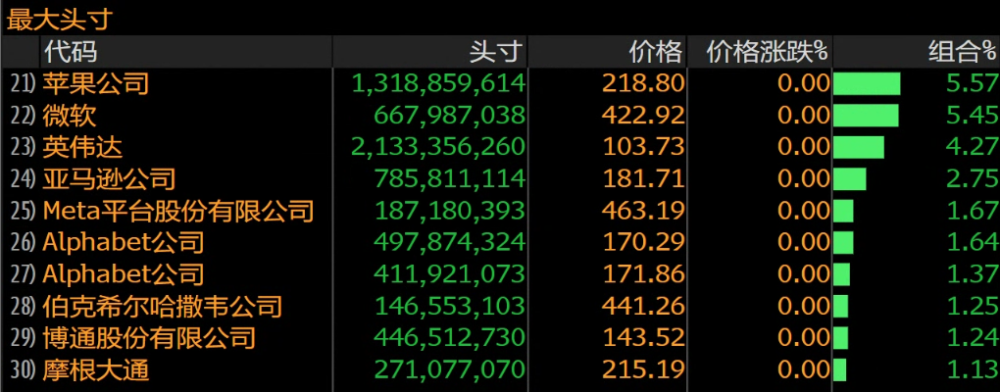 最大头寸
代码 头寸 价格 价格涨跌% 组合%
21) 苹果公司 1,318,859,614 218.80 0.00 5.57
22) 微软 667,987,038 422.92 0.00 5.45
23) 英伟达 2,133,356,260 103.73 0.00 4.27
24) 亚马逊公司 785,811,114 181.71 0.00 2.75
25) Meta平台股份有限公司 187,180,393 463.19 0.00 1.67
26) Alphabet公司 497,874,324 170.29 0.00 1.64
27) Alphabet公司 411,921,073 171.86 0.00 1.37
28) 伯克希尔哈撒韦公司 146,553,103 441.26 0.00 1.25
29) 博通股份有限公司 446,512,730 143.52 0.00 1.24
30) 摩根大通 271,077,070 215.19 0.00 1.13